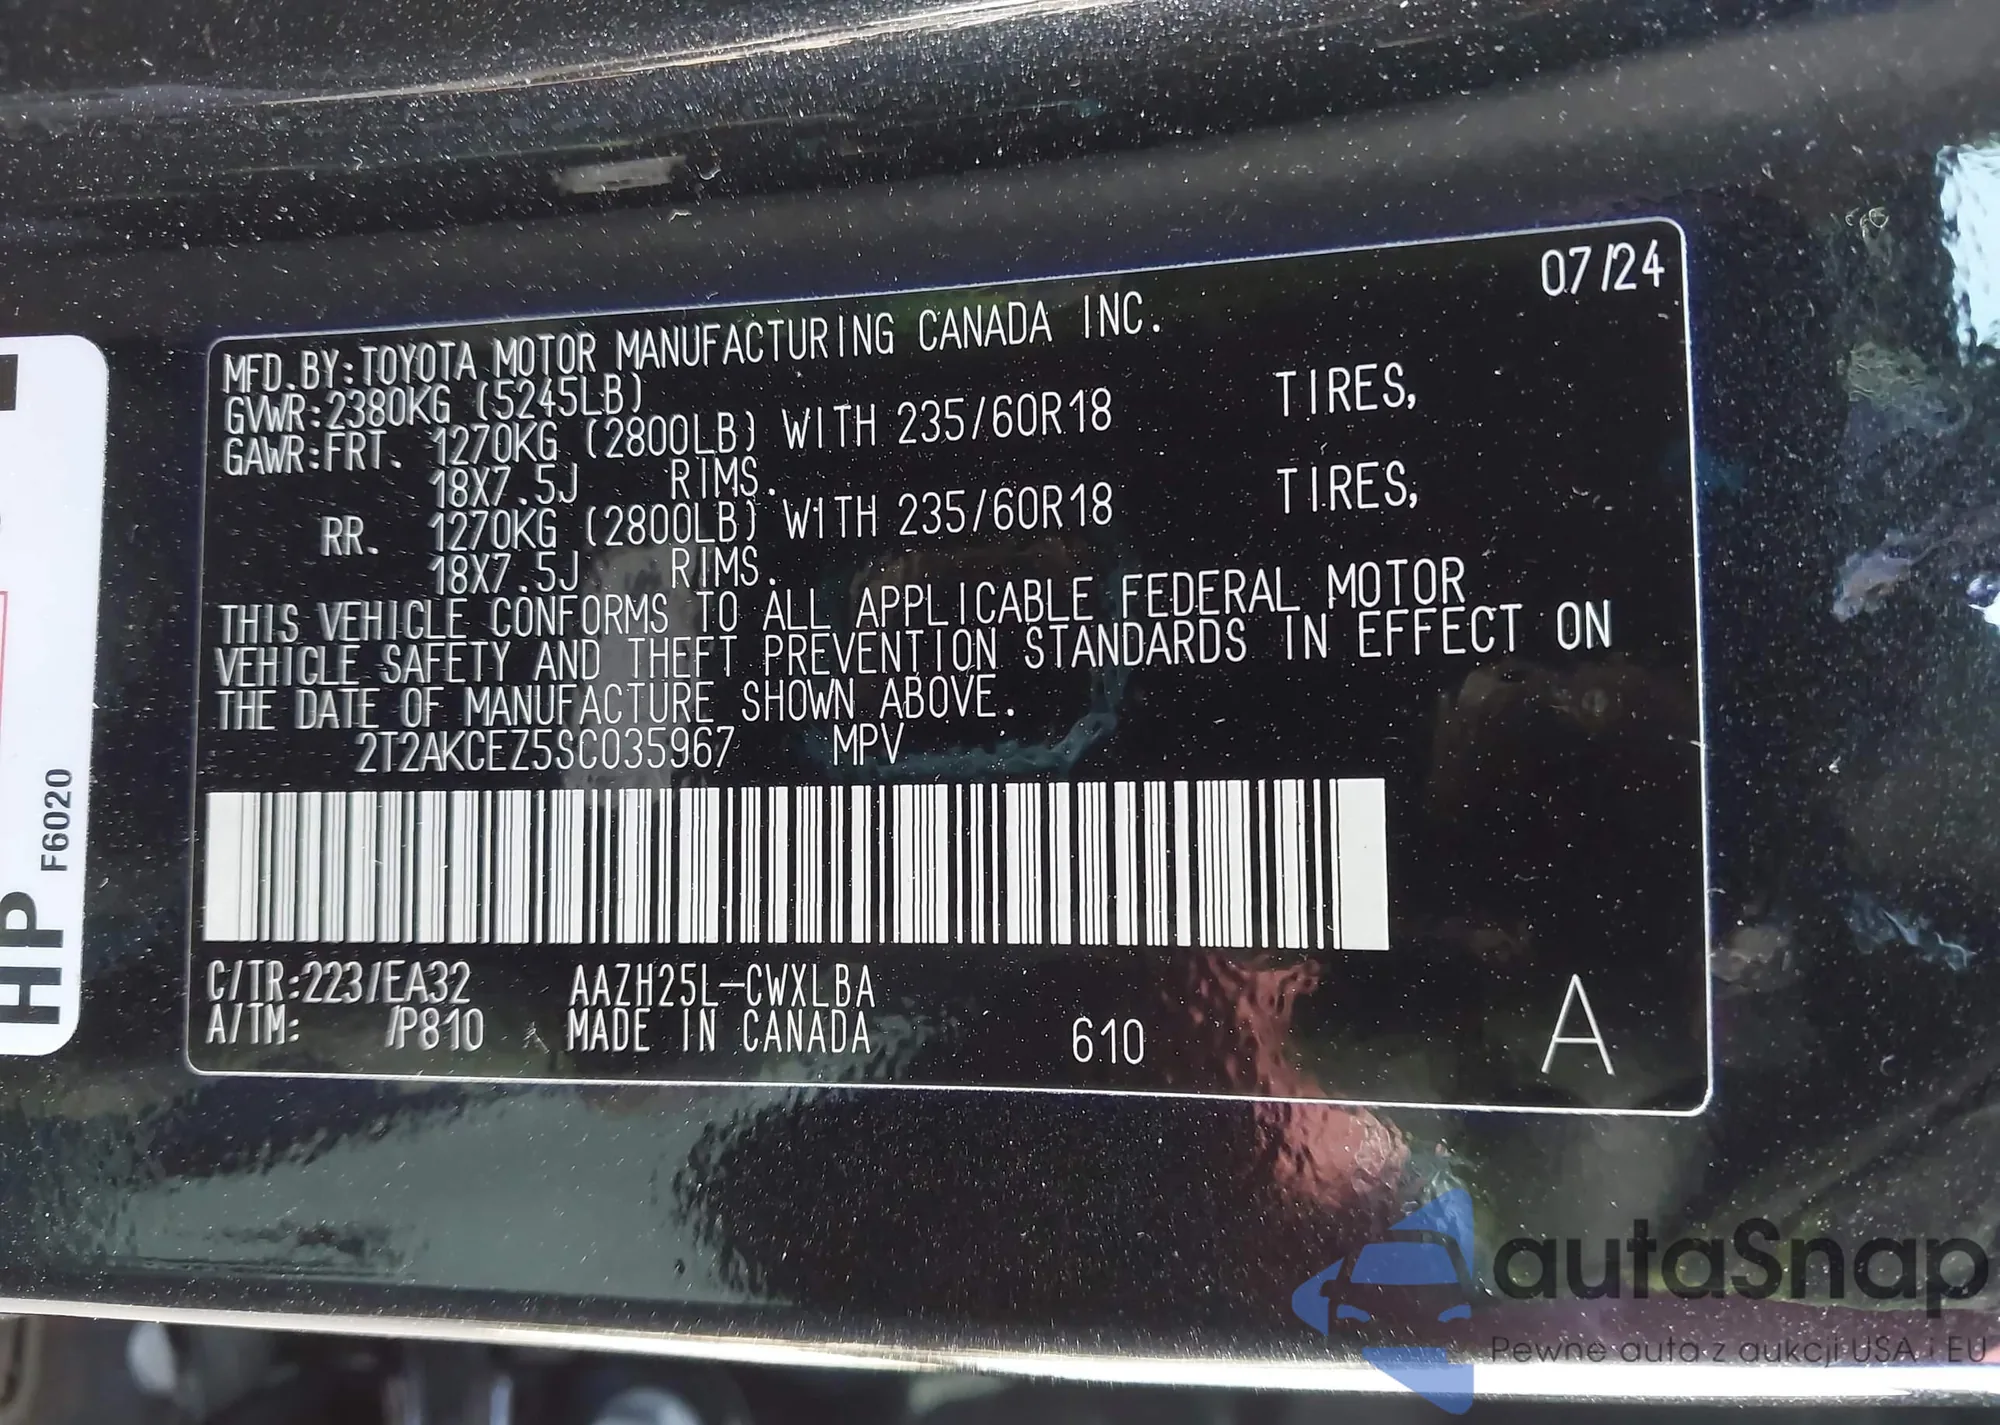 07/24
MFD.BY:TOYOTA MOTOR MANUFACTURING CANADA INC.
GVWR:2380KG (5245LB)
GAWR:FRT. 1270KG (2800LB) WITH 235/60R18 TIRES,
18X7.5J RIMS.
RR. 1270KG (2800LB) WITH 235/60R18 TIRES,
18X7.5J RIMS.
THIS VEHICLE CONFORMS TO ALL APPLICABLE FEDERAL MOTOR
VEHICLE SAFETY AND THEFT PREVENTION STANDARDS IN EFFECT ON
THE DATE OF MANUFACTURE SHOWN ABOVE.
2T2AKCEZ5SC035967 MPV
C/TR:223/EA32 AAZH25L-CWXLBA
A/TM: /P810 MADE IN CANADA 610 A
HP F6020
autaSnap
Pewne auta z aukcji USA i EU